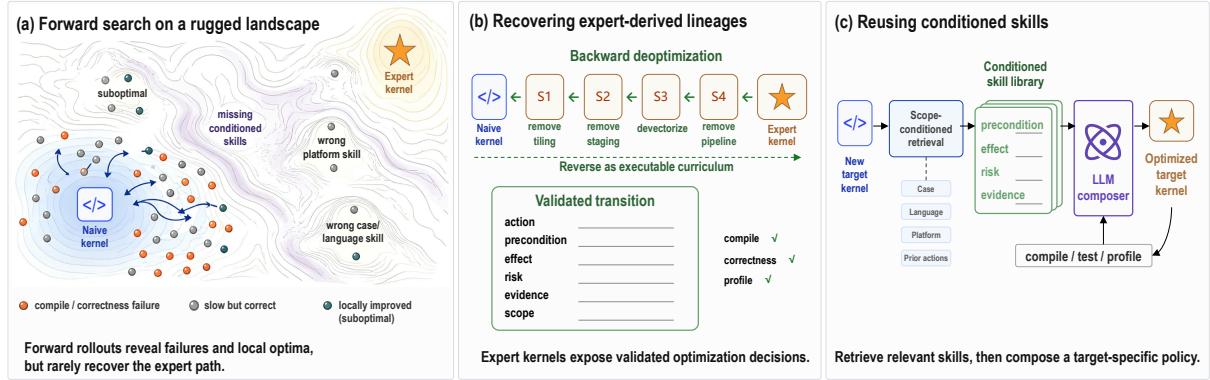 (a) Forward search on a rugged landscape
suboptimal
missing
conditioned
skills
Expert
kernel
wrong
platform skill
wrong case/
language skill
</>
Naive
kernel
compile / correctness failure
slow but correct
locally improved
(suboptimal)
Forward rollouts reveal failures and local optima,
but rarely recover the expert path.
(b) Recovering expert-derived lineages
Backward deoptimization
</>
S1
S2
S3
S4
Naive
kernel
remove
tiling
remove
staging
devectorize
remove
pipeline
Expert
kernel
Reverse as executable curriculum
Validated transition
action
precondition
effect
risk
evidence
scope
compile √
correctness √
profile √
Expert kernels expose validated optimization decisions.
(c) Reusing conditioned skills
Conditioned
skill library
</>
New
target
kernel
Scope-
conditioned
retrieval
Case
Language
Platform
Prior actions
precondition
effect
risk
evidence
LLM
composer
Optimized
target
kernel
compile / test / profile
Retrieve relevant skills, then compose a target-specific policy.